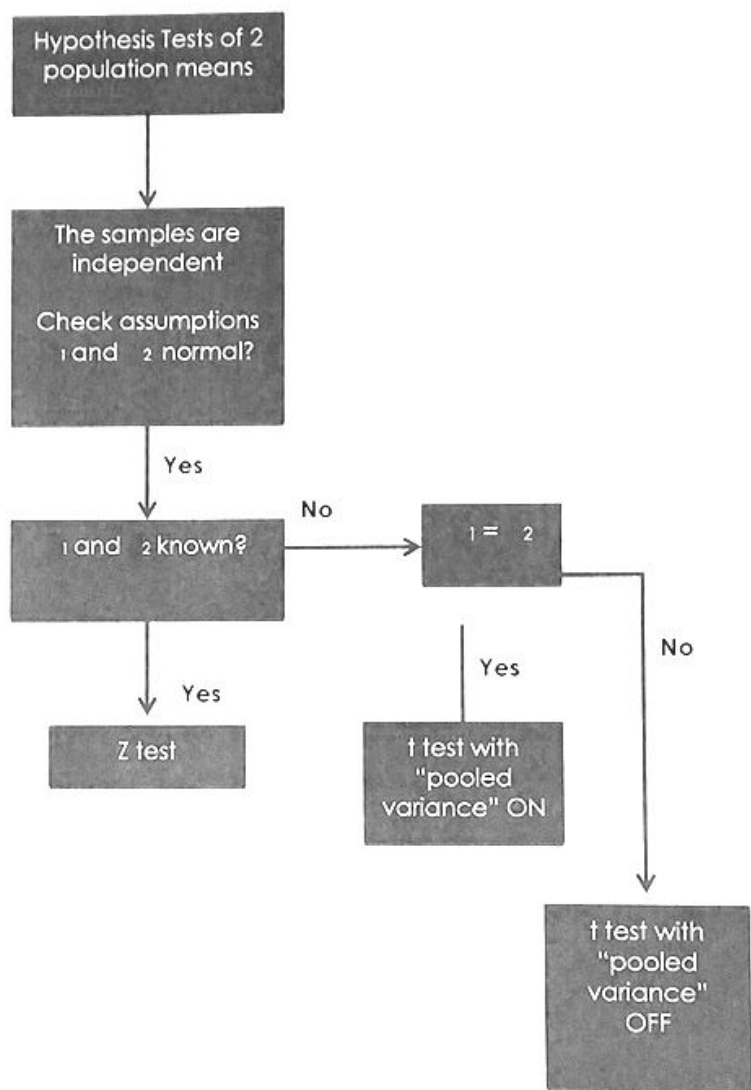 Hypothesis Tests of 2
population means
The samples are
independent
Check assumptions
₁ and ₂ normal?
Yes
₁ and ₂ known?
No
₁ = ₂
Yes
Z test
Yes
t test with
"pooled
variance" ON
No
t test with
"pooled
variance"
OFF